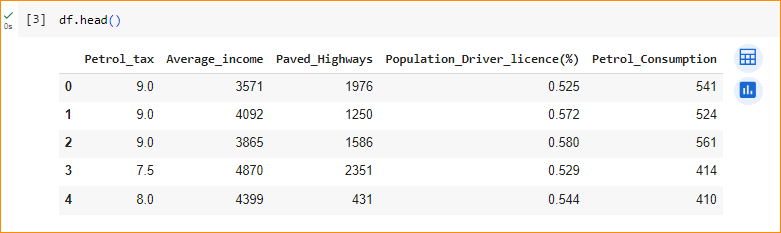 [3] df.head()
0s
Petrol_tax Average_income Paved_Highways Population_Driver_licence(%) Petrol_Consumption
0 9.0 3571 1976 0.525 541
1 9.0 4092 1250 0.572 524
2 9.0 3865 1586 0.580 561
3 7.5 4870 2351 0.529 414
4 8.0 4399 431 0.544 410